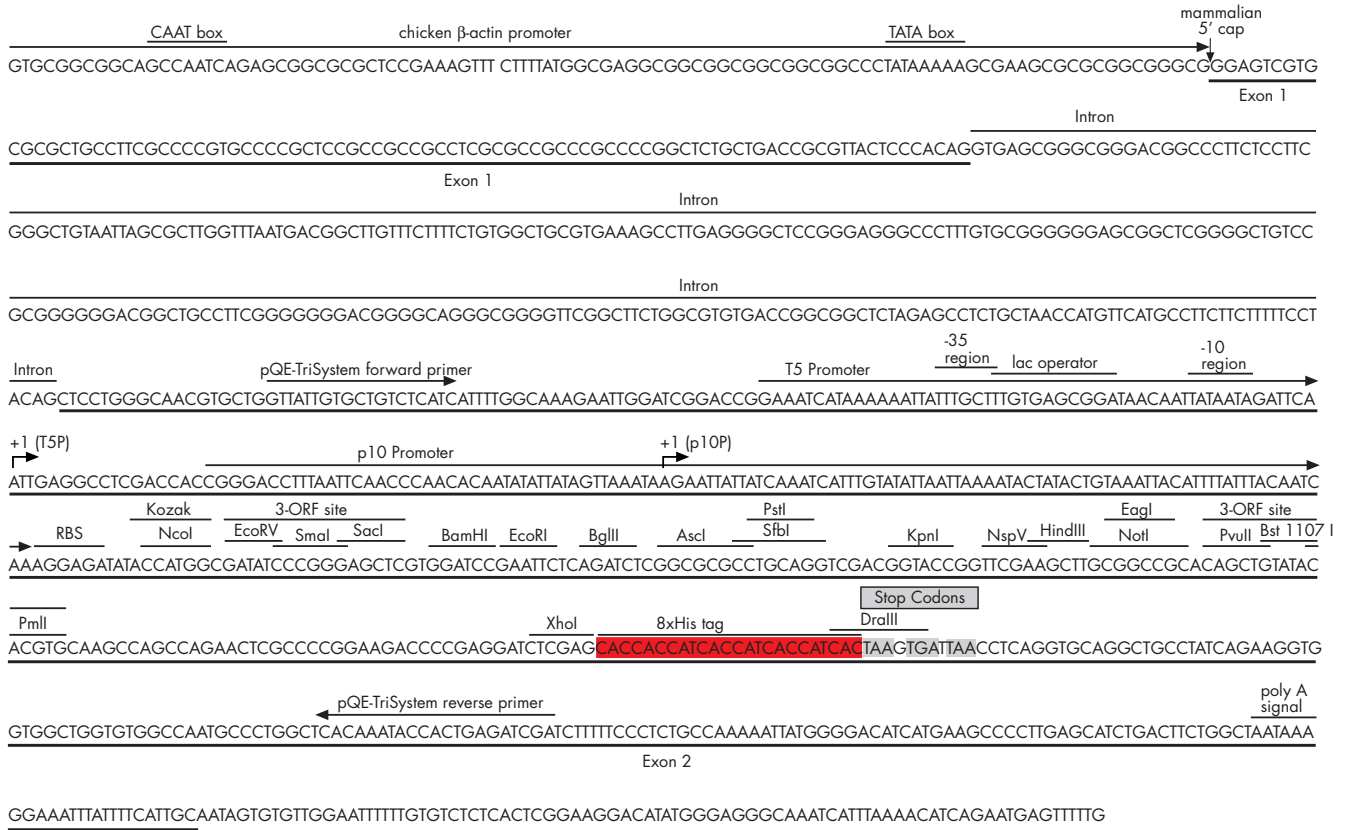 mammalian
CAAT box chicken β-actin promoter TATA box 5' cap
GTGCGGCGGCAGCCAATCAGAGCGGCGCGCTCCGAAAGTTT CTTTTATGGCGAGGCGGCGGCGGCGGCGGCCCTATAAAAAGCGAAGCGCGCGGCGGGCGGGAGTCGTG
Exon 1
Intron
CGCGCTGCCTTCGCCCCGTGCCCCGCTCCGCCGCCGCCTCGCGCCGCCCGCCCCGGCTCTGCTGACCGCGTTACTCCCACAGGTGAGCGGGCGGGACGGCCCTTCTCCTTC
Exon 1
Intron
GGGCTGTAATTAGCGCTTGGTTTAATGACGGCTTGTTTCTTTTCTGTGGCTGCGTGAAAGCCTTGAGGGGCTCCGGGAGGGCCCTTTGTGCGGGGGGGAGCGGCTCGGGGCTGTCC
Intron
GCGGGGGGACGGCTGCCTTCGGGGGGGACGGGGCAGGGCGGGGTTCGGCTTCTGGCGTGTGACCGGCGGCTCTAGAGCCTCTGCTAACCATGTTCATGCCTTCTTCTTTTTCCT
-35 -10
Intron pQE-TriSystem forward primer T5 Promoter region lac operator region
ACAGCTCCTGGGCAACGTGCTGGTTATTGTGCTGTCTCATCATTTTGGCAAAGAATTGGATCGGACCGGAAATCATAAAAAATTATTTGCTTTGTGAGCGGATAACAATTATAATAGATTCA
+1 (T5P) p10 Promoter +1 (p10P)
ATTGAGGCCTCGACCACCGGGACCTTTAATTCAACCCAACACAATATATTATAGTTAAATAAGAATTATTATCAAATCATTTGTATATTAATTAAAATACTATACTGTAAATTACATTTTATTTACAATC
Kozak 3-ORF site PstI EagI 3-ORF site
RBS NcoI EcoRV SmaI SacI BamHI EcoRI BglII AscI SfbI KpnI NspV HindIII NotI PvuII Bst 1107 I
AAAGGAGATATACCATGGCGATATCCCGGGAGCTCGTGGATCCGAATTCTCAGATCTCGGCGCGCCTGCAGGTCGACGGTACCGGTTCGAAGCTTGCGGCCGCACAGCTGTATAC
Stop Codons
PmlI XhoI 8xHis tag DraIII
ACGTGCAAGCCAGCCAGAACTCGCCCCGGAAGACCCCGAGGATCTCGAGCACCACCATCACCATCACCATCACTAAGTGATTAACCTCAGGTGCAGGCTGCCTATCAGAAGGTG
poly A
pQE-TriSystem reverse primer signal
GTGGCTGGTGTGGCCAATGCCCTGGCTCACAAATACCACTGAGATCGATCTTTTTCCCTCTGCCAAAAATTATGGGGACATCATGAAGCCCCTTGAGCATCTGACTTCTGGCTAATAAA
Exon 2
GGAAATTTATTTTCATTGCAATAGTGTGTTGGAATTTTTTGTGTCTCTCACTCGGAAGGACATATGGGAGGGCAAATCATTTAAAACATCAGAATGAGTTTTTG